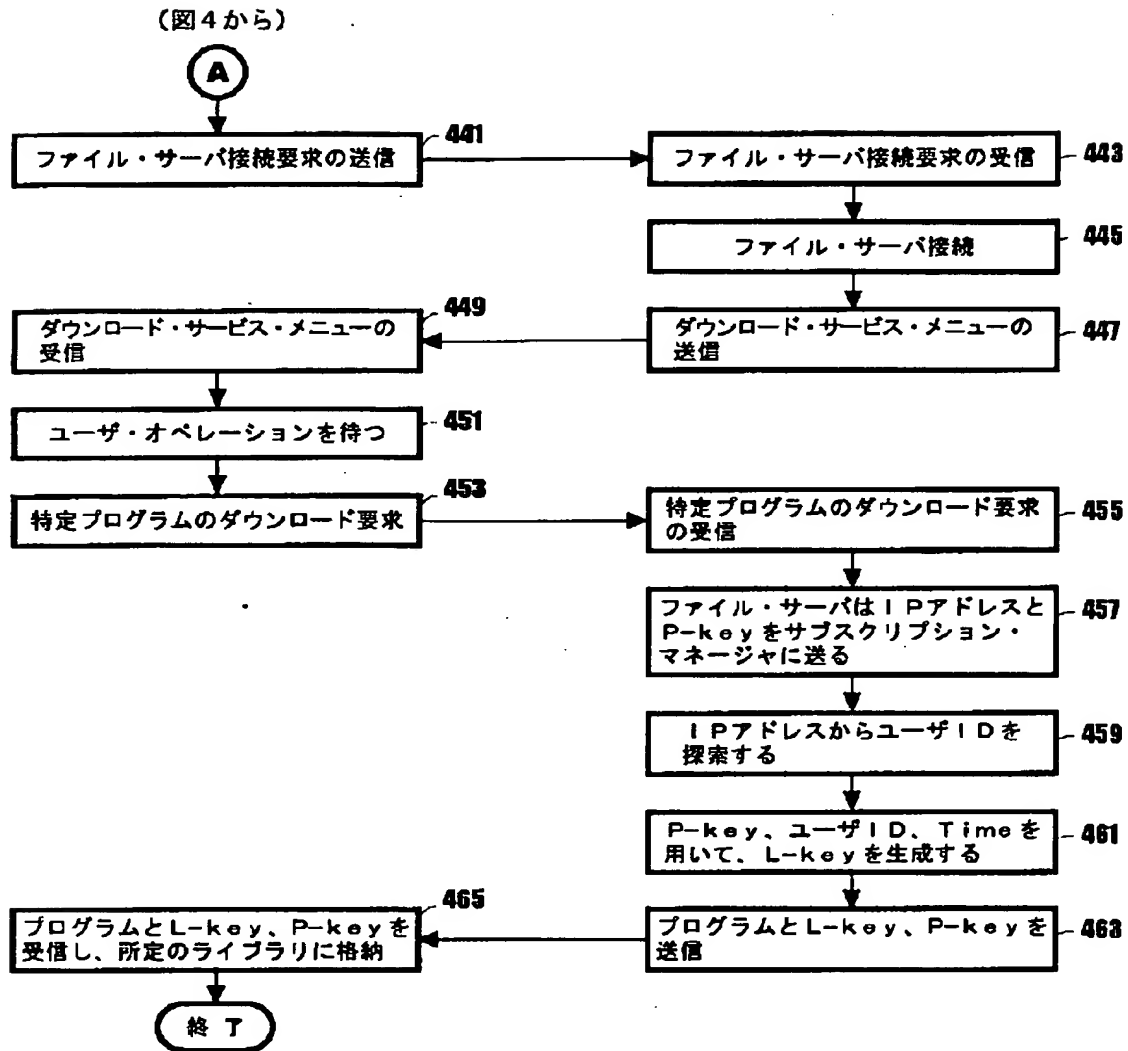 (図4から)
A
441
ファイル・サーバ接続要求の送信
ファイル・サーバ接続要求の受信
443
ファイル・サーバ接続
445
449
ダウンロード・サービス・メニューの
受信
ダウンロード・サービス・メニューの
送信
447
ユーザ・オペレーションを待つ
451
453
特定プログラムのダウンロード要求
特定プログラムのダウンロード要求
の受信
455
ファイル・サーバはIPアドレスと
P-keyをサブスクリプション・
マネージャに送る
457
IPアドレスからユーザIDを
探索する
459
P-key、ユーザID、Timeを
用いて、L-keyを生成する
461
465
プログラムとL-key、P-keyを
受信し、所定のライブラリに格納
プログラムとL-key、P-keyを
送信
463
終了